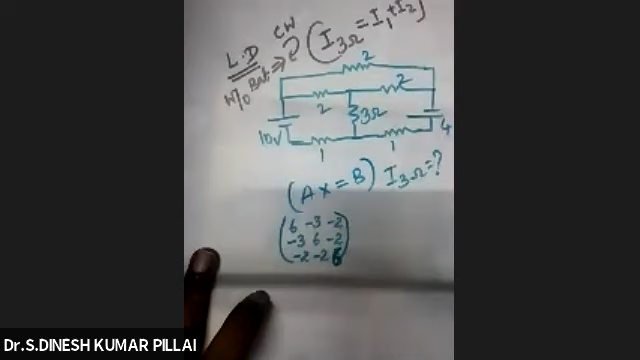 L.D CW (I3Ω = I1+I2)
w/o Bat ⇒
2
2 2
3Ω
10V 4
1 1
(AX = B) I3Ω = ?
6 -3 -2
-3 6 -2
-2 -2 6
Dr.S.DINESH KUMAR PILLAI